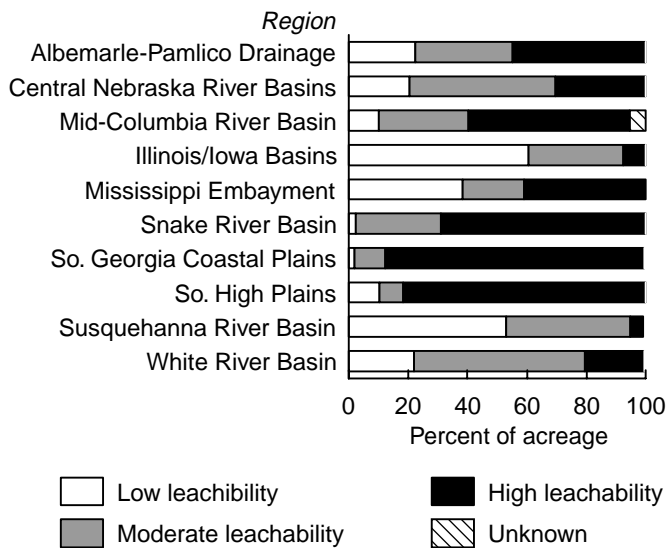 Region
Albemarle-Pamlico Drainage
Central Nebraska River Basins
Mid-Columbia River Basin
Illinois/Iowa Basins
Mississippi Embayment
Snake River Basin
So. Georgia Coastal Plains
So. High Plains
Susquehanna River Basin
White River Basin
0 20 40 60 80 100
Percent of acreage
Low leachibility High leachability
Moderate leachability Unknown